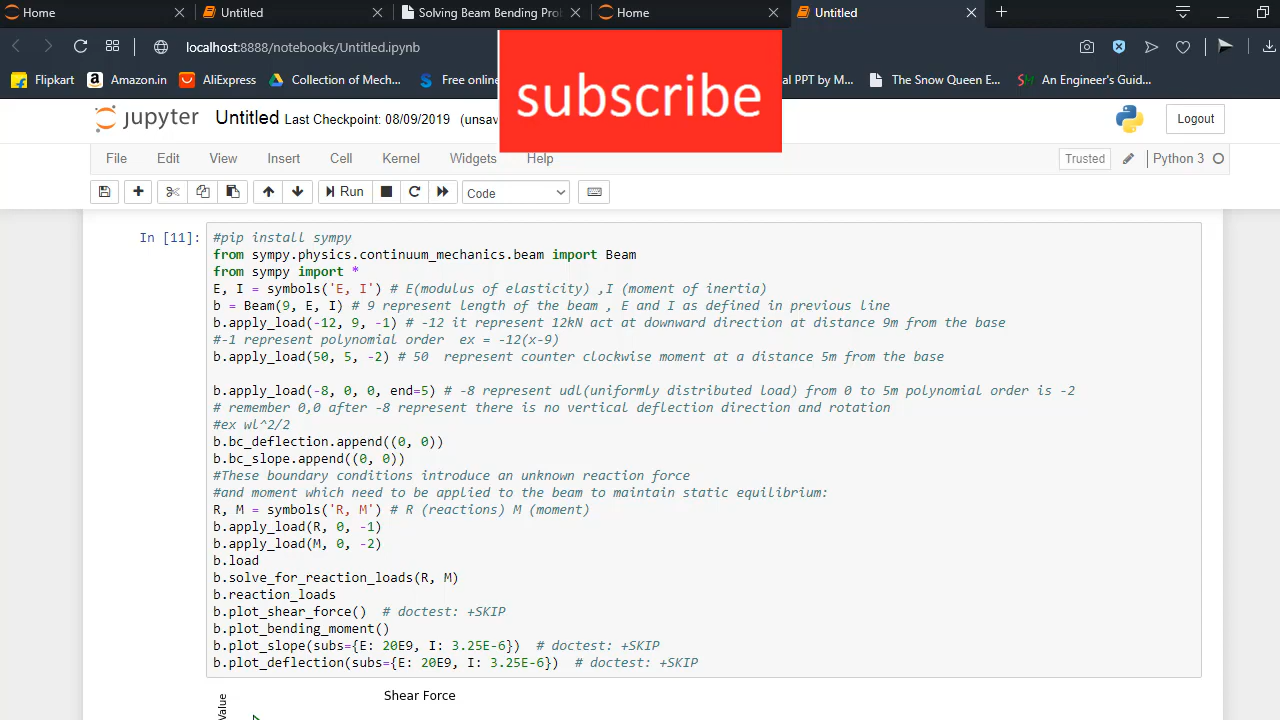 Home
Untitled
Solving Beam Bending Pro
Home
Untitled
localhost:8888/notebooks/Untitled.ipynb
Flipkart
Amazon.in
AliExpress
Collection of Mech...
Free onlin
al PPT by M...
The Snow Queen E...
An Engineer's Guid...
subscribe
jupyter Untitled Last Checkpoint: 08/09/2019 (unsav
Logout
File Edit View Insert Cell Kernel Widgets Help
Trusted
Python 3
Run
Code
In [11]:
#pip install sympy
from sympy.physics.continuum_mechanics.beam import Beam
from sympy import *
E, I = symbols('E, I') # E(modulus of elasticity) ,I (moment of inertia)
b = Beam(9, E, I) # 9 represent length of the beam , E and I as defined in previous line
b.apply_load(-12, 9, -1) # -12 it represent 12kN act at downward direction at distance 9m from the base
#-1 represent polynomial order  ex = -12(x-9)
b.apply_load(50, 5, -2) # 50  represent counter clockwise moment at a distance 5m from the base
b.apply_load(-8, 0, 0, end=5) # -8 represent udl(uniformly distributed load) from 0 to 5m polynomial order is -2
# remember 0,0 after -8 represent there is no vertical deflection direction and rotation
#ex wl^2/2
b.bc_deflection.append((0, 0))
b.bc_slope.append((0, 0))
#These boundary conditions introduce an unknown reaction force
#and moment which need to be applied to the beam to maintain static equilibrium:
R, M = symbols('R, M') # R (reactions) M (moment)
b.apply_load(R, 0, -1)
b.apply_load(M, 0, -2)
b.load
b.solve_for_reaction_loads(R, M)
b.reaction_loads
b.plot_shear_force()  # doctest: +SKIP
b.plot_bending_moment()
b.plot_slope(subs={E: 20E9, I: 3.25E-6})  # doctest: +SKIP
b.plot_deflection(subs={E: 20E9, I: 3.25E-6})  # doctest: +SKIP
Shear Force
Value